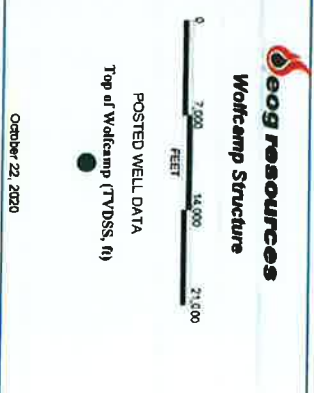 eog resources
Wolfcamp Structure
0 7,000 14,000 21,000
FEET
POSTED WELL DATA
Top of Wolfcamp (TVDSS, ft)
October 22, 2020